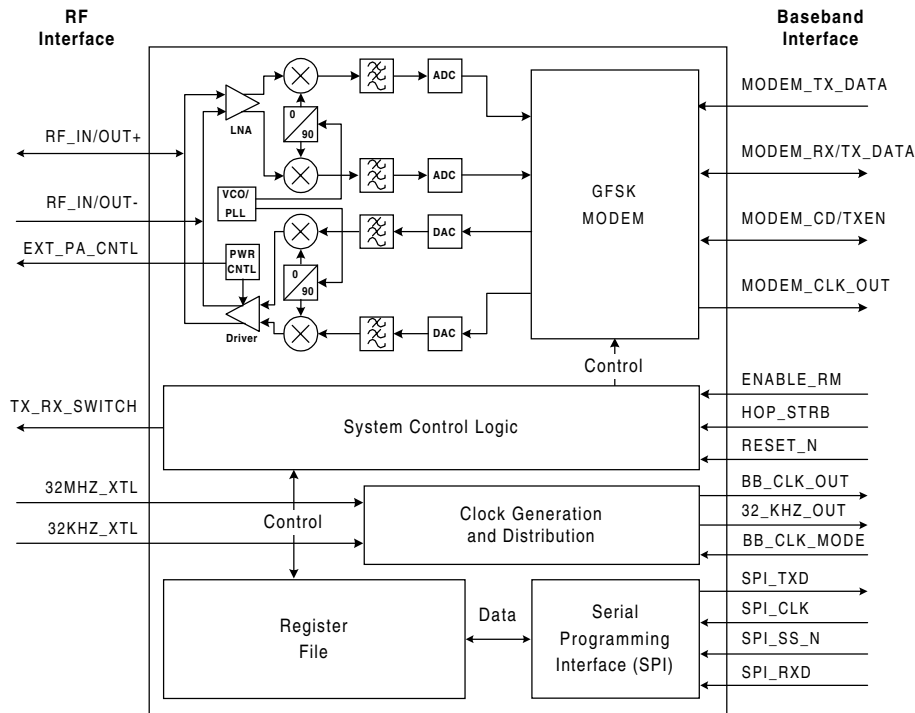 RF
Interface
Baseband
Interface
RF_IN/OUT+
RF_IN/OUT-
EXT_PA_CNTL
TX_RX_SWITCH
32MHZ_XTL
32KHZ_XTL
LNA
0
90
ADC
ADC
VCO/
PLL
PWR
CNTL
0
90
Driver
DAC
DAC
GFSK
MODEM
Control
System Control Logic
Control
Clock Generation
and Distribution
Register
File
Data
Serial
Programming
Interface (SPI)
MODEM_TX_DATA
MODEM_RX/TX_DATA
MODEM_CD/TXEN
MODEM_CLK_OUT
ENABLE_RM
HOP_STRB
RESET_N
BB_CLK_OUT
32_KHZ_OUT
BB_CLK_MODE
SPI_TXD
SPI_CLK
SPI_SS_N
SPI_RXD